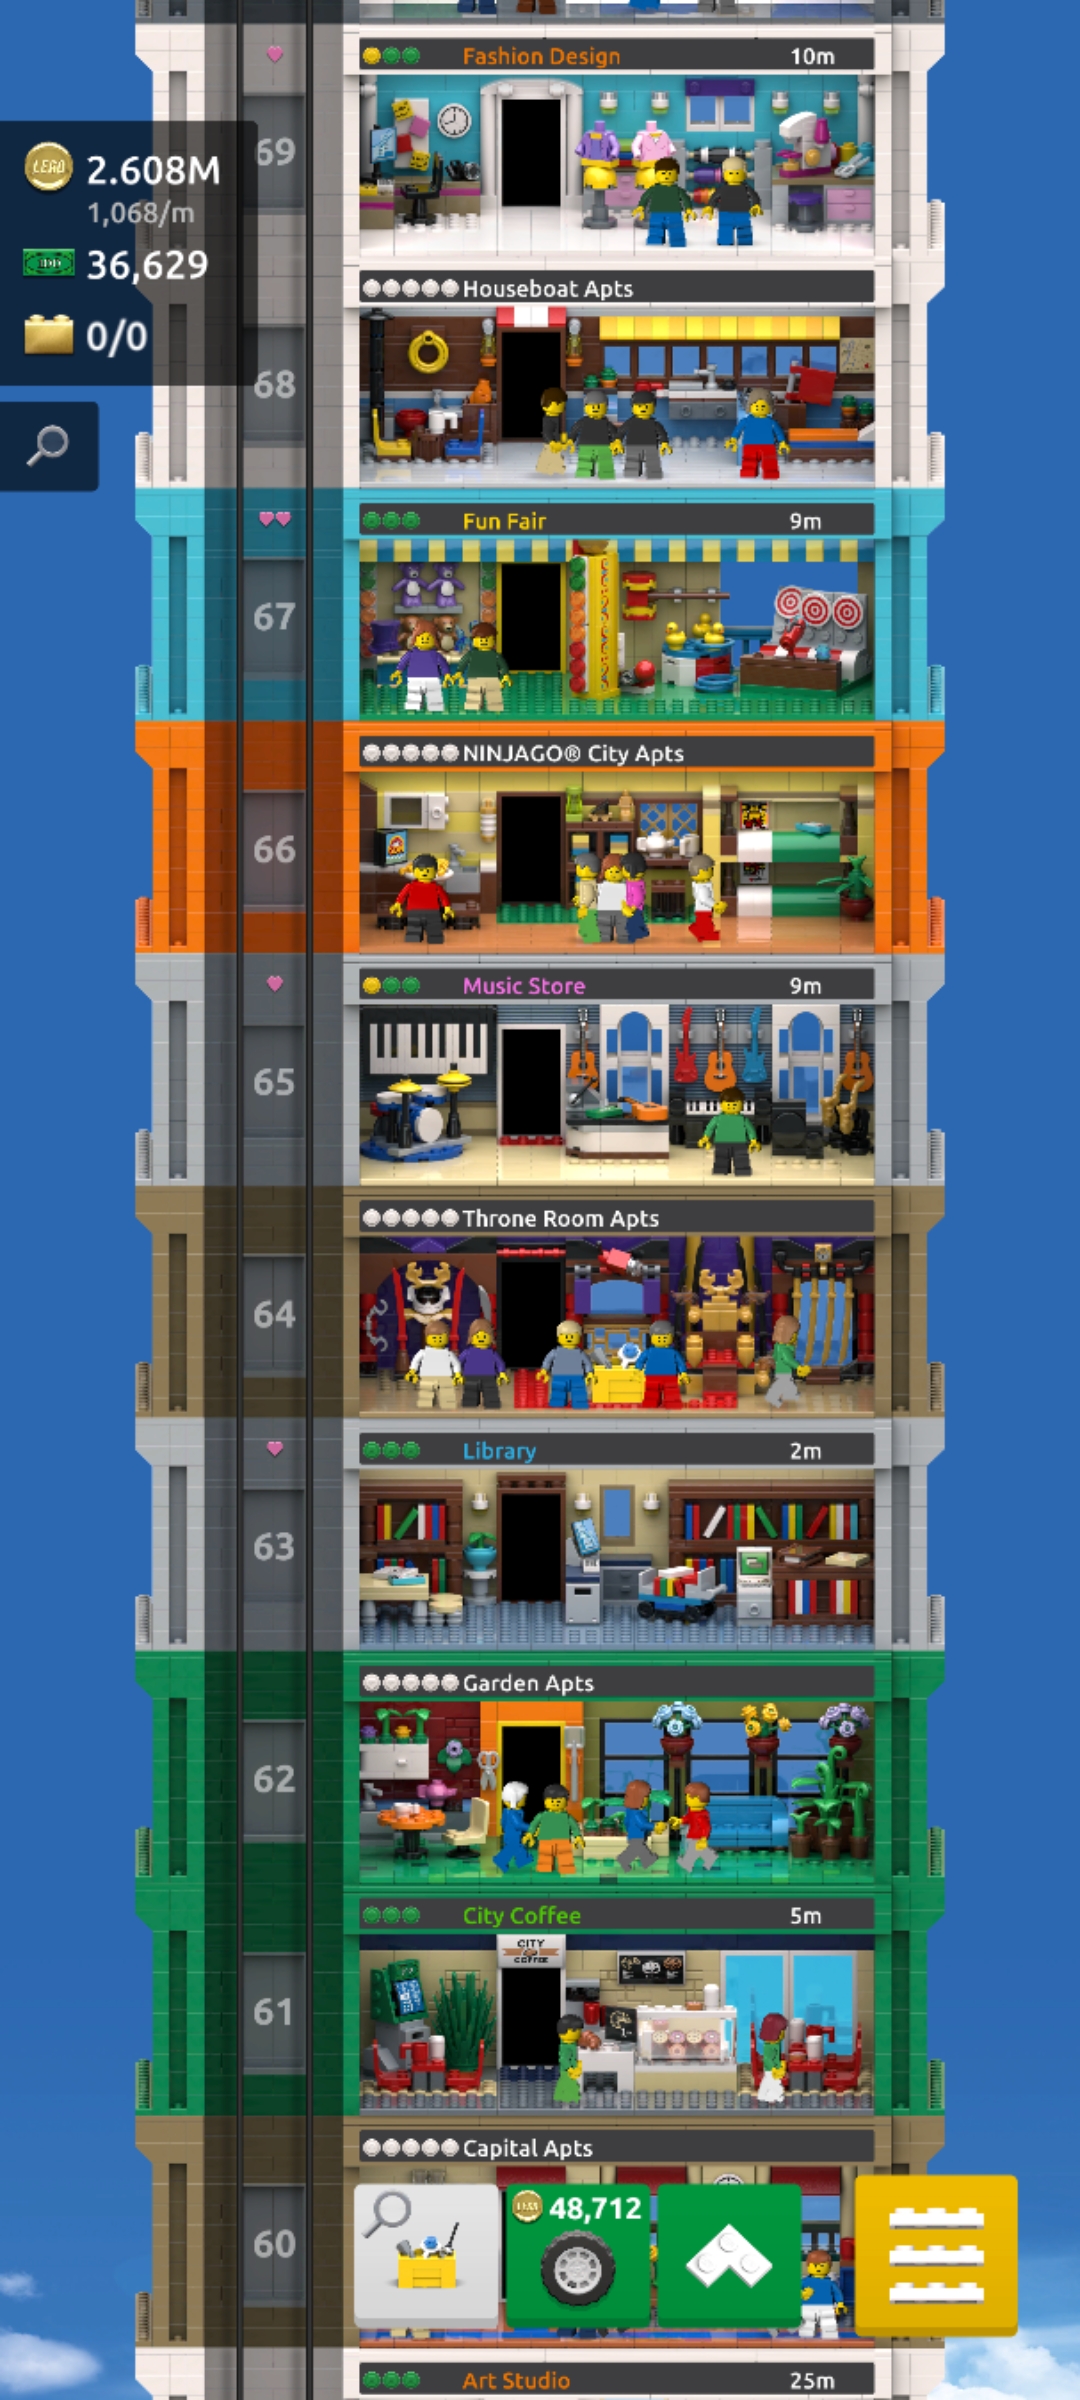 Fashion Design 10m
69
LEGO 2.608M
1,068/m
36,629
0/0
Houseboat Apts
68
Fun Fair 9m
67
NINJAGO® City Apts
66
Music Store 9m
65
Throne Room Apts
64
Library 2m
63
Garden Apts
62
City Coffee 5m
CITY
COFFEE
61
Capital Apts
60
48,712
Art Studio 25m